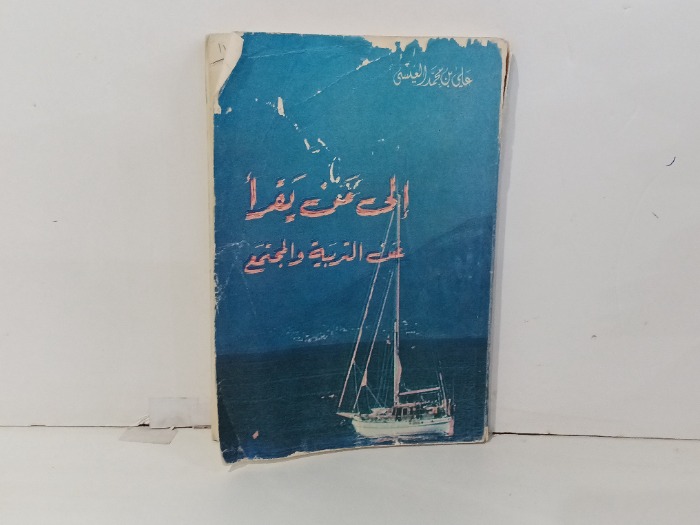 علي بن محمد العيسى
إلى من يقرأ
عن التربية والمجتمع